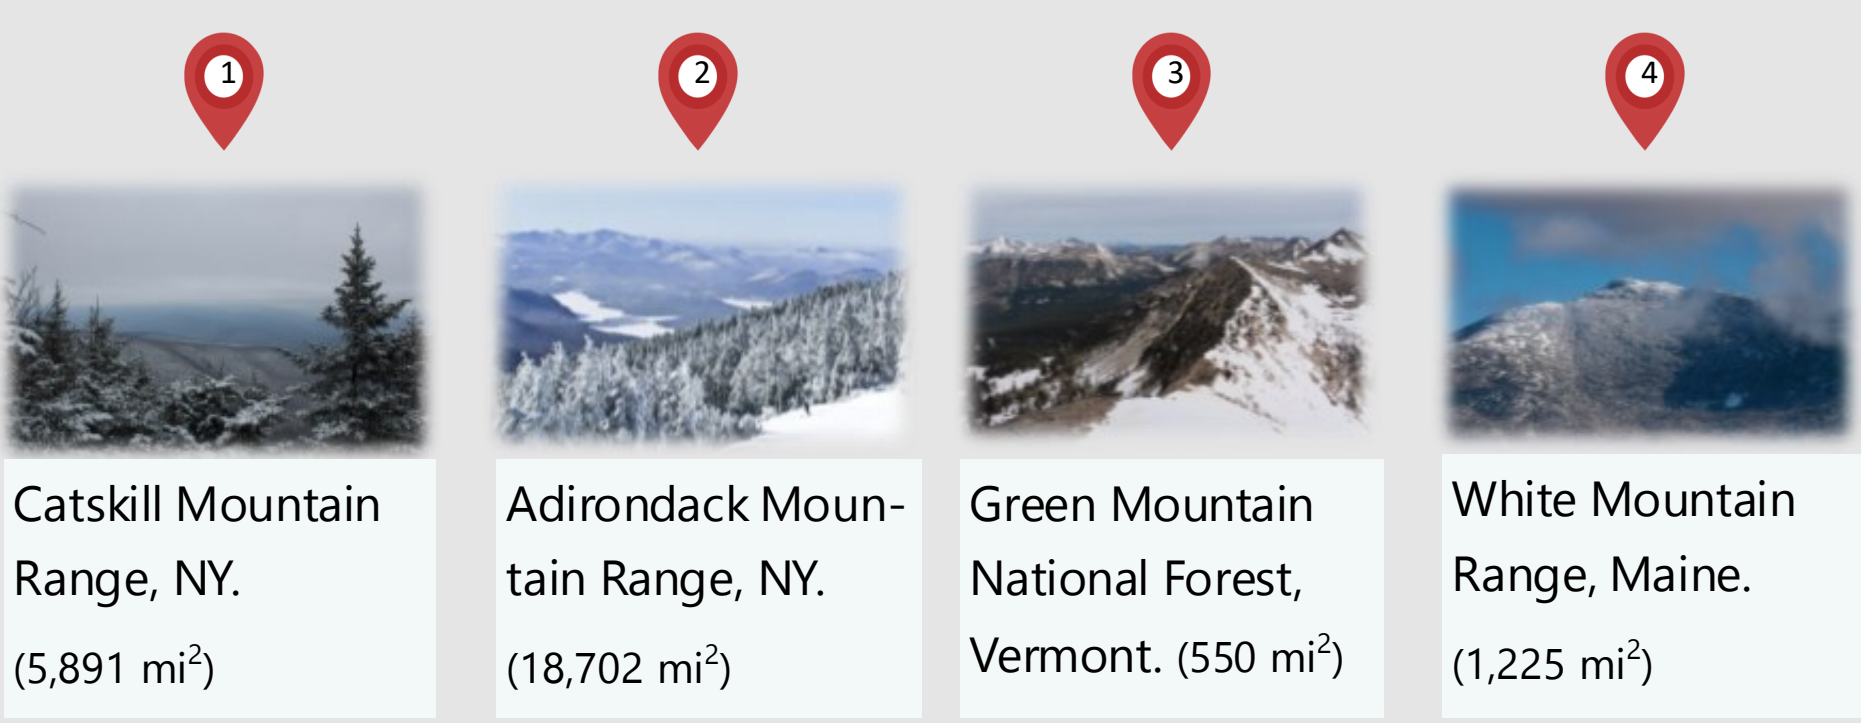 1
2
3
4
Catskill Mountain
Range, NY.
(5,891 mi²)
Adirondack Moun-
tain Range, NY.
(18,702 mi²)
Green Mountain
National Forest,
Vermont. (550 mi²)
White Mountain
Range, Maine.
(1,225 mi²)